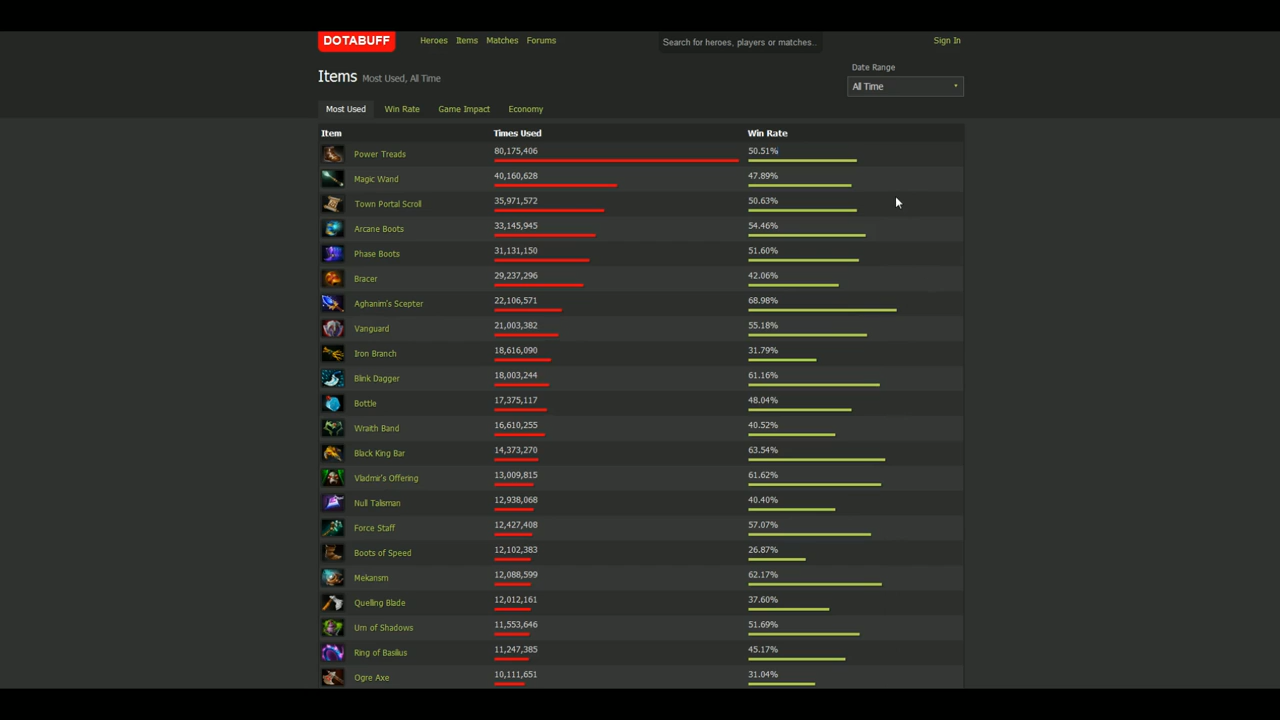 DOTABUFF Heroes Items Matches Forums Search for heroes, players or matches.. Sign In
Date Range
Items Most Used, All Time
All Time
Most Used Win Rate Game Impact Economy
Item Times Used Win Rate
Power Treads 80,175,406 50.51%
Magic Wand 40,160,628 47.89%
Town Portal Scroll 35,971,572 50.63%
Arcane Boots 33,145,945 54.46%
Phase Boots 31,131,150 51.60%
Bracer 29,237,296 42.06%
Aghanim's Scepter 22,106,571 68.98%
Vanguard 21,003,382 55.18%
Iron Branch 18,616,090 31.79%
Blink Dagger 18,003,244 61.16%
Bottle 17,375,117 48.04%
Wraith Band 16,610,255 40.52%
Black King Bar 14,373,270 63.54%
Vladmir's Offering 13,009,815 61.62%
Null Talisman 12,938,068 40.40%
Force Staff 12,427,408 57.07%
Boots of Speed 12,102,383 26.87%
Mekansm 12,088,599 62.17%
Quelling Blade 12,012,161 37.60%
Urn of Shadows 11,553,646 51.69%
Ring of Basilius 11,247,385 45.17%
Ogre Axe 10,111,651 31.04%